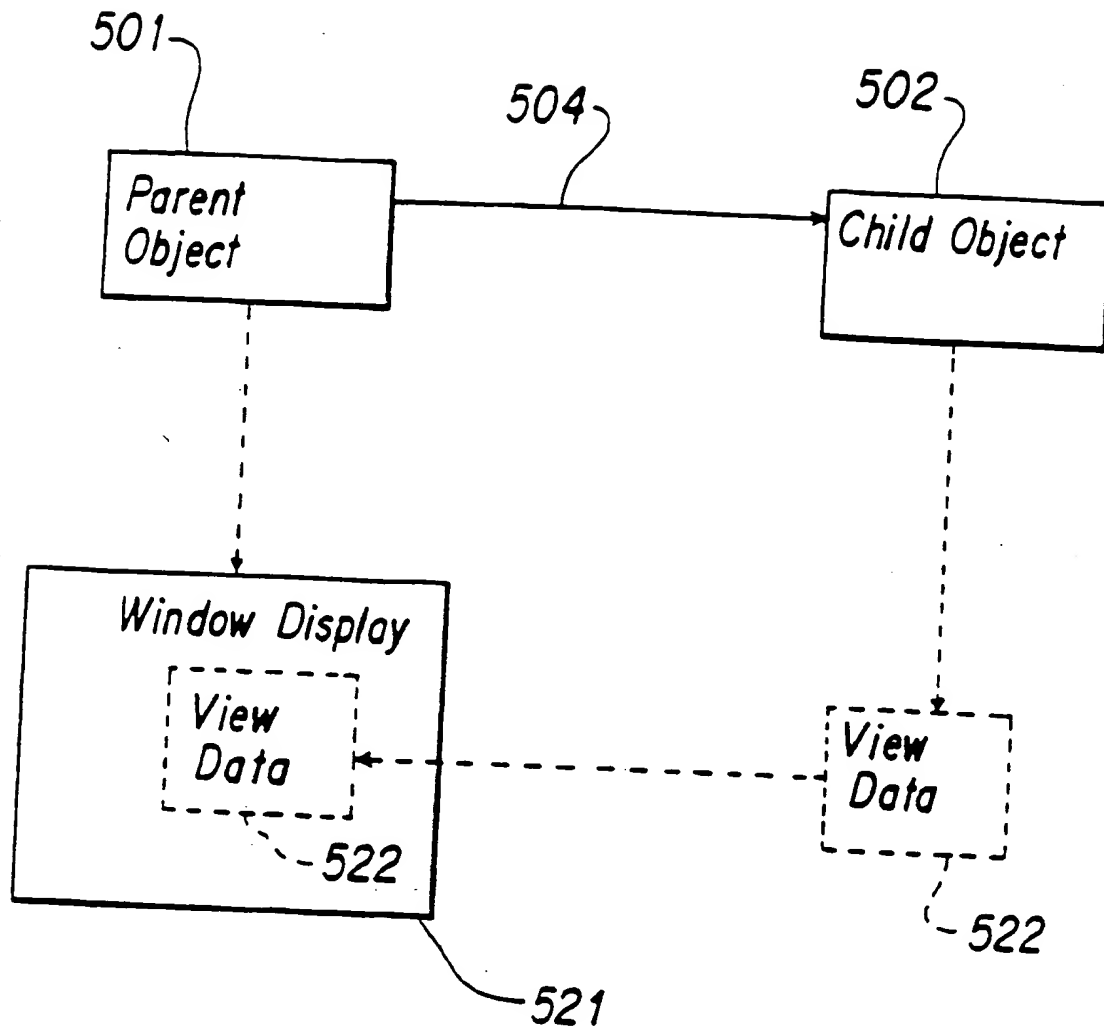 501
504
502
Parent
Object
Child Object
Window Display
View
Data
View
Data
522
522
521